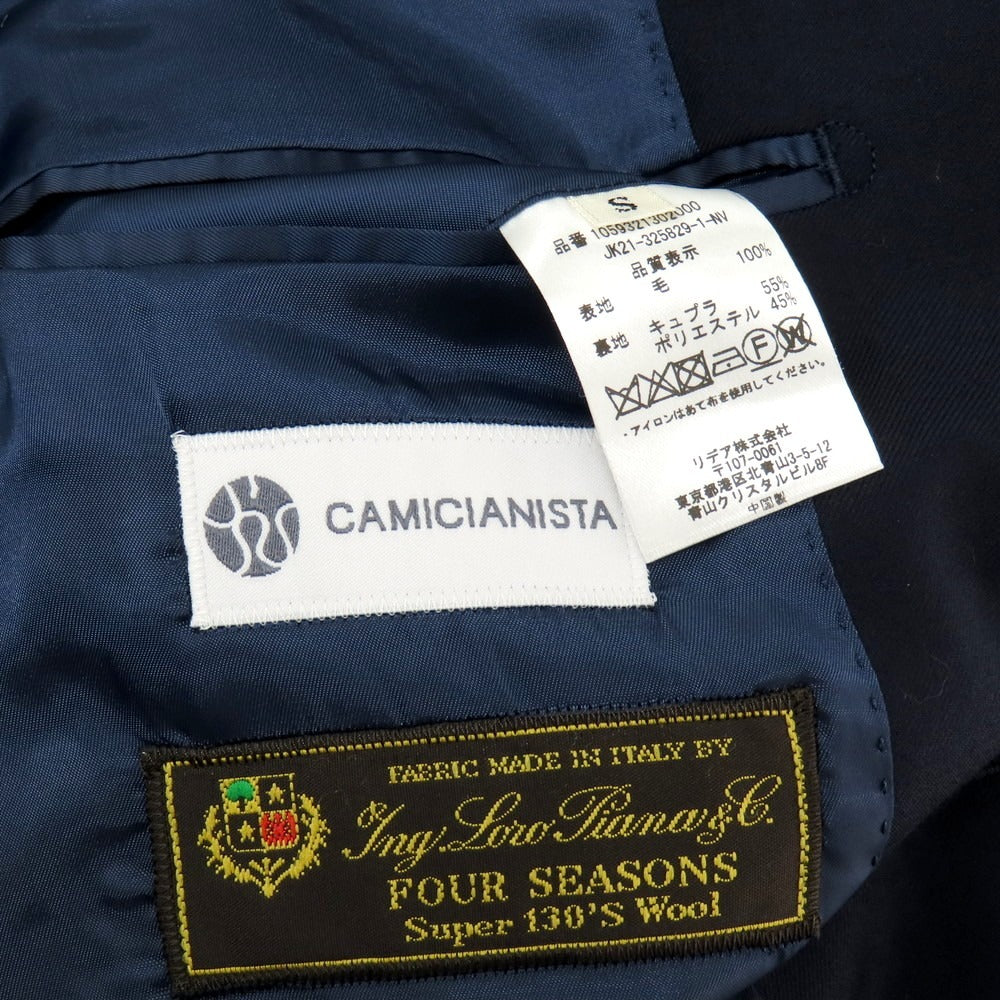 S
品番 1059321302000
JK21-325829-1-NV
品質表示
表地 毛 100%
裏地 キュプラ 55%
ポリエステル 45%
F W
・アイロンはあて布を使用してください。
リデア株式会社
〒107-0061
東京都港区北青山3-5-12
青山クリスタルビル8F
中国製
CAMICIANISTA
FABRIC MADE IN ITALY BY
Ing. Loro Piana & C.
FOUR SEASONS
Super 130'S Wool